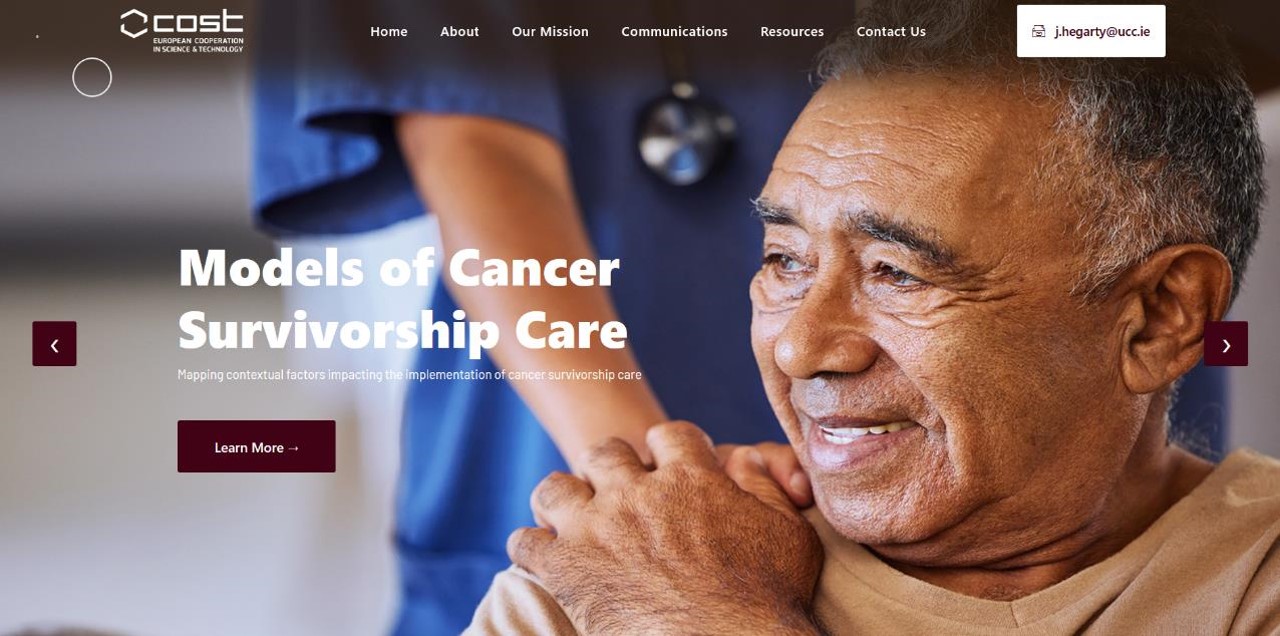 COST
EUROPEAN COOPERATION
IN SCIENCE & TECHNOLOGY
Home About Our Mission Communications Resources Contact Us
j.hegarty@ucc.ie
Models of Cancer
Survivorship Care
Mapping contextual factors impacting the implementation of cancer survivorship care
Learn More →